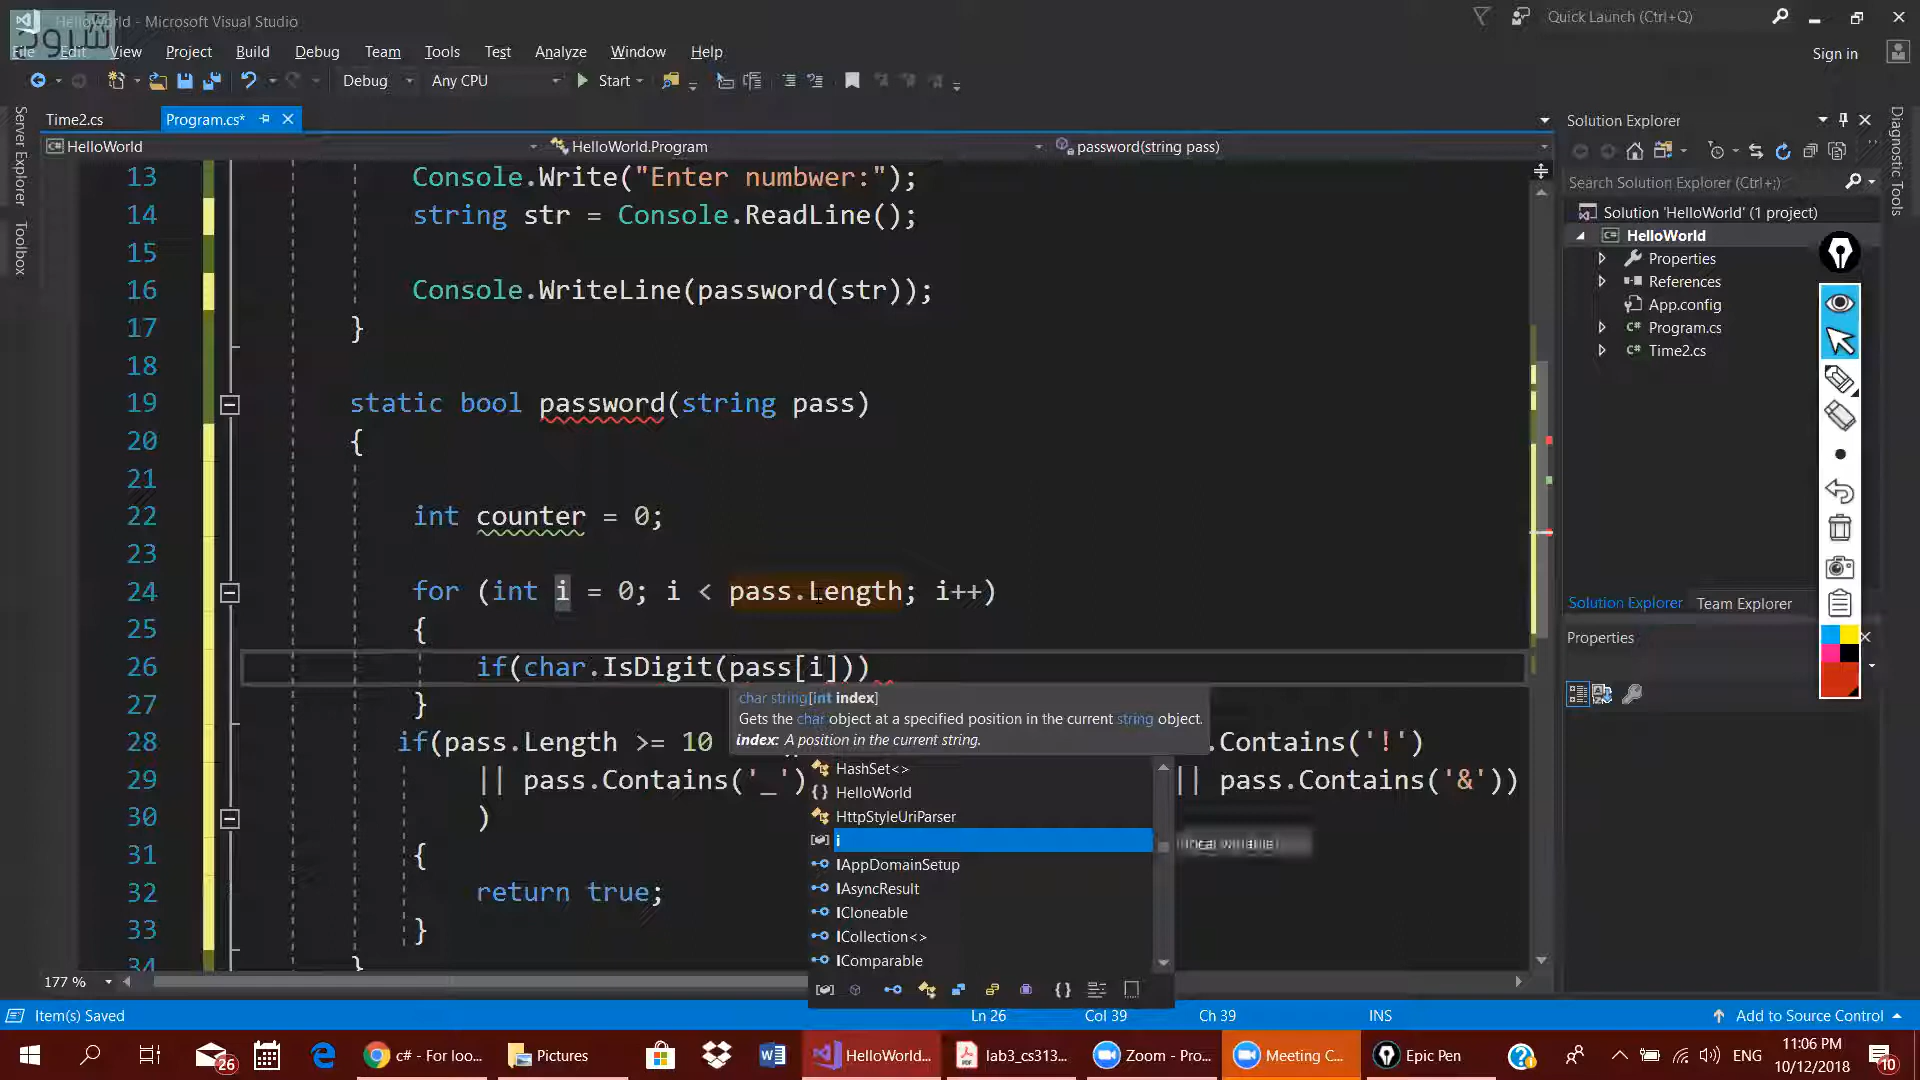 HelloWorld - Microsoft Visual Studio
Quick Launch (Ctrl+Q)
File Edit View Project Build Debug Team Tools Test Analyze Window Help
Sign in
Debug Any CPU Start
Time2.cs Program.cs*
HelloWorld HelloWorld.Program password(string pass)
Server Explorer
Toolbox
13 Console.Write("Enter numbwer:");
14 string str = Console.ReadLine();
15
16 Console.WriteLine(password(str));
17 }
18
19 static bool password(string pass)
20 {
21
22 int counter = 0;
23
24 for (int i = 0; i < pass.Length; i++)
25 {
26 if(char.IsDigit(pass[i]))
27 }
28 if(pass.Length >= 10 .Contains('!')
29 || pass.Contains('_') || pass.Contains('&'))
30 )
31 {
32 return true;
33 }
34 }
char string[int index]
Gets the char object at a specified position in the current string object.
index: A position in the current string.
HashSet<>
HelloWorld
HttpStyleUriParser
i
IAppDomainSetup
IAsyncResult
ICloneable
ICollection<>
IComparable
Solution Explorer
Search Solution Explorer (Ctrl+;)
Solution 'HelloWorld' (1 project)
HelloWorld
Properties
References
App.config
Program.cs
Time2.cs
Solution Explorer Team Explorer
Properties
Diagnostic Tools
177 %
Item(s) Saved Ln 26 Col 39 Ch 39 INS Add to Source Control
26 c# - For loo... Pictures HelloWorld... lab3_cs313... Zoom - Pro... Meeting C... Epic Pen ENG 11:06 PM
10/12/2018 10